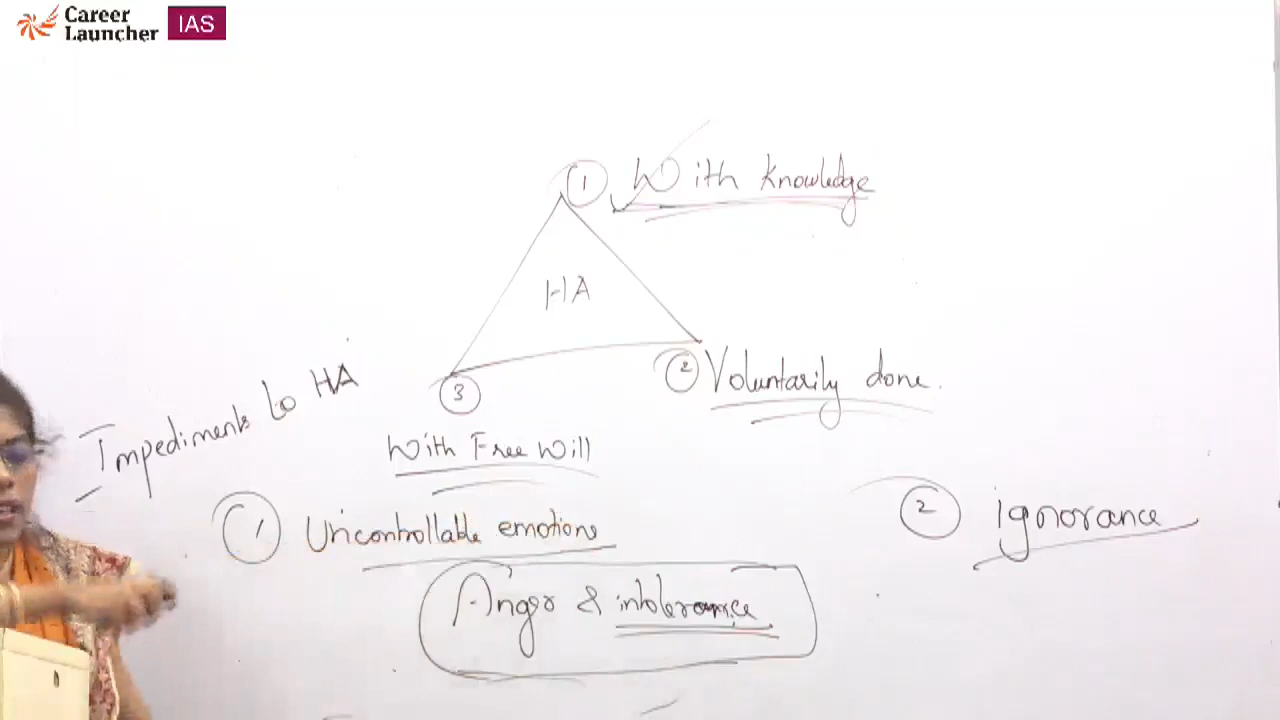 Career
Launcher
IAS
① With knowledge
HA
② Voluntarily done.
③
With Free Will
Impediments to HA
① Uncontrollable emotions
Anger & intolerance
② ignorance